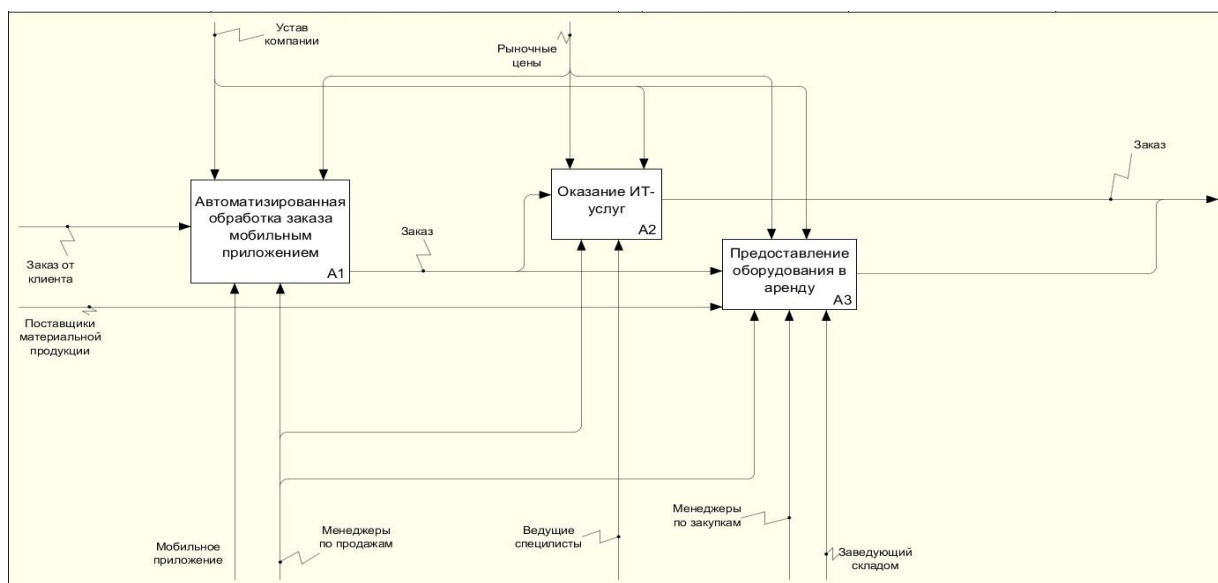 Устав
компании
Рыночные
цены
Заказ
Автоматизированная
обработка заказа
мобильным
приложением
A1
Оказание ИТ-
услуг
A2
Заказ от
клиента
Заказ
Предоставление
оборудования в
аренду
A3
Поставщики
материальной
продукции
Мобильное
приложение
Менеджеры
по продажам
Ведущие
специлисты
Менеджеры
по закупкам
Заведующий
складом